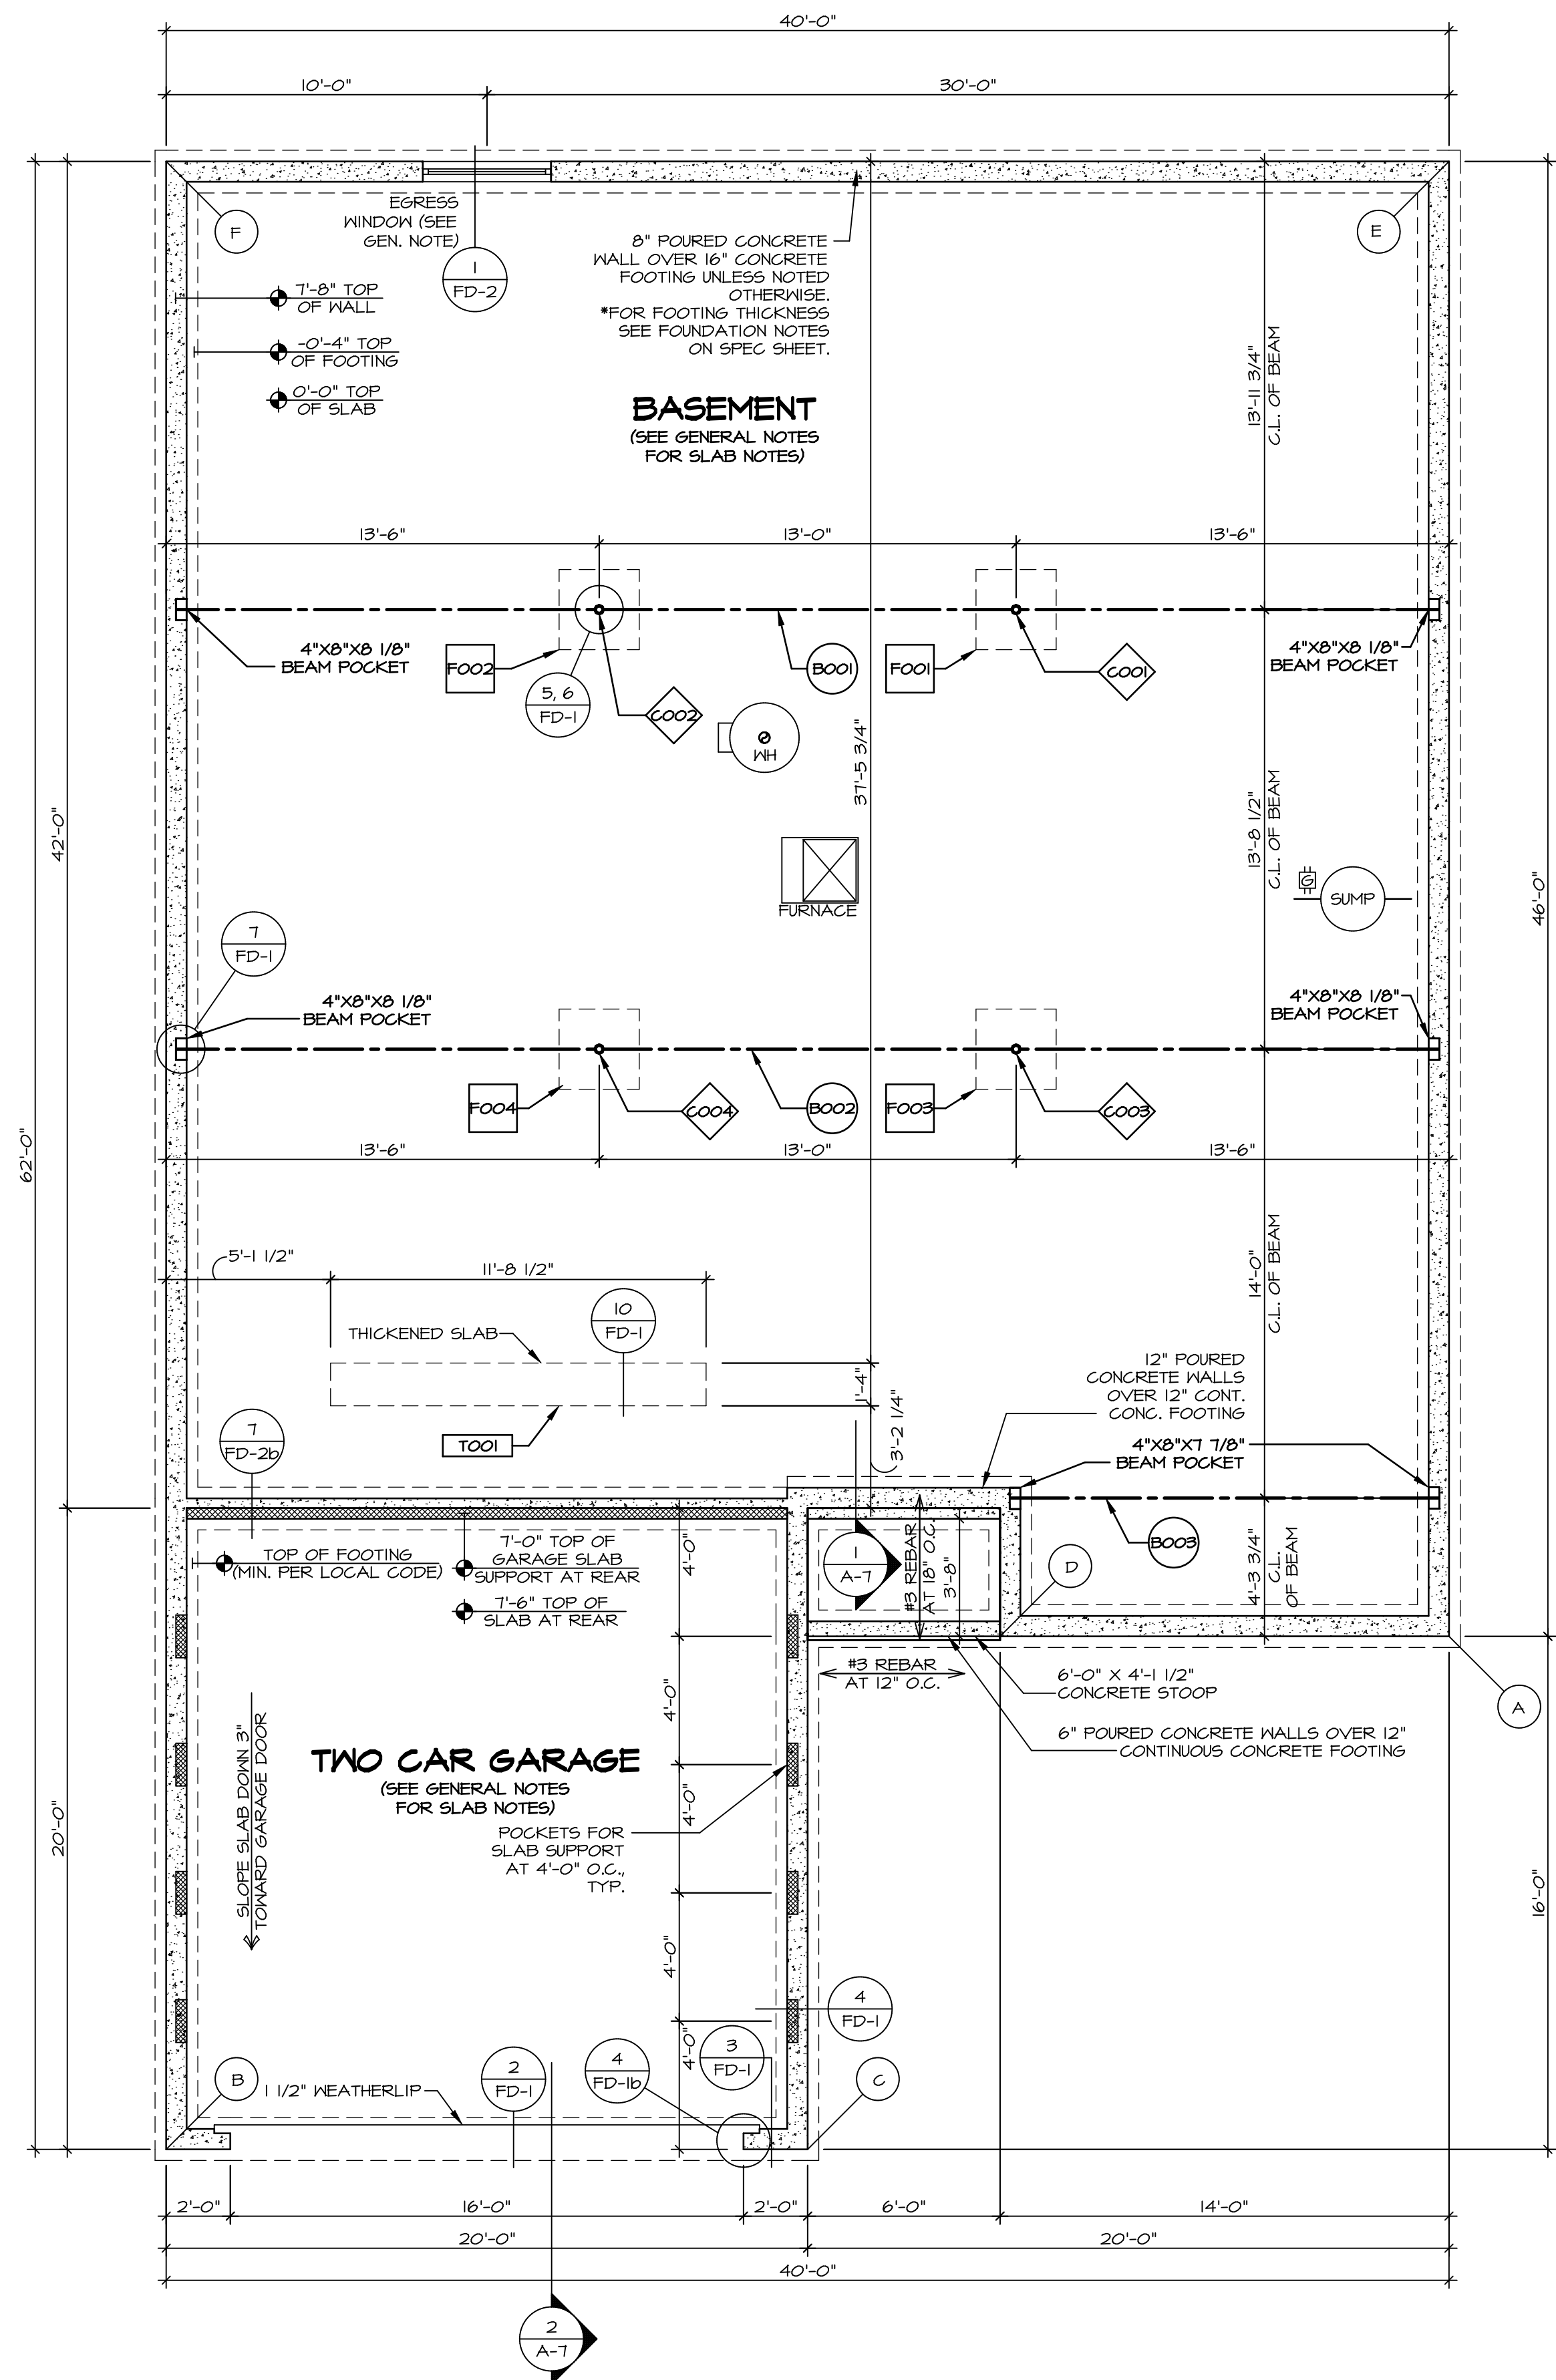 40'-0"
10'-0"
30'-0"
EGRESS
WINDOW (SEE
GEN. NOTE)
F
E
1
FD-2
8" POURED CONCRETE
WALL OVER 16" CONCRETE
FOOTING UNLESS NOTED
OTHERWISE.
*FOR FOOTING THICKNESS
SEE FOUNDATION NOTES
ON SPEC SHEET.
7'-8" TOP
OF WALL
-0'-4" TOP
OF FOOTING
0'-0" TOP
OF SLAB
BASEMENT
(SEE GENERAL NOTES
FOR SLAB NOTES)
13'-11 3/4"
C.L. OF BEAM
13'-6"
13'-0"
13'-6"
4"X8"X8 1/8"
BEAM POCKET
F002
5, 6
FD-1
C002
B001
F001
C001
4"X8"X8 1/8"
BEAM POCKET
WH
37'-5 3/4"
42'-0"
13'-8 1/2"
C.L. OF BEAM
FURNACE
G
SUMP
46'-0"
7
FD-1
4"X8"X8 1/8"
BEAM POCKET
4"X8"X8 1/8"
BEAM POCKET
F004
C004
B002
F003
C003
62'-0"
13'-6"
13'-0"
13'-6"
5'-1 1/2"
11'-8 1/2"
14'-0"
C.L. OF BEAM
THICKENED SLAB
10
FD-1
T001
1'-4"
3'-2 1/4"
12" POURED
CONCRETE WALLS
OVER 12" CONT.
CONC. FOOTING
4"X8"X7 7/8"
BEAM POCKET
7
FD-2b
TOP OF FOOTING
(MIN. PER LOCAL CODE)
7'-0" TOP OF
GARAGE SLAB
SUPPORT AT REAR
7'-6" TOP OF
SLAB AT REAR
4'-0"
1
A-7
#3 REBAR
AT 18" O.C.
3'-8"
D
B003
4'-3 3/4"
C.L.
OF BEAM
#3 REBAR
AT 12" O.C.
6'-0" X 4'-1 1/2"
CONCRETE STOOP
6" POURED CONCRETE WALLS OVER 12"
CONTINUOUS CONCRETE FOOTING
A
4'-0"
SLOPE SLAB DOWN 3"
TOWARD GARAGE DOOR
TWO CAR GARAGE
(SEE GENERAL NOTES
FOR SLAB NOTES)
4'-0"
POCKETS FOR
SLAB SUPPORT
AT 4'-0" O.C.,
TYP.
20'-0"
16'-0"
4'-0"
4'-0"
4
FD-1
3
FD-1
4
FD-1b
2
FD-1
B
1 1/2" WEATHERLIP
C
2'-0"
16'-0"
2'-0"
6'-0"
14'-0"
20'-0"
20'-0"
40'-0"
2
A-7